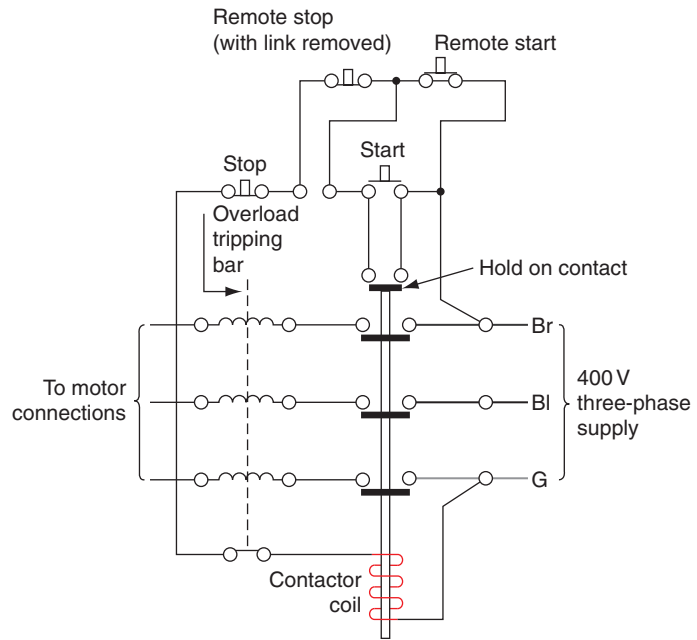 Remote stop
(with link removed)
Remote start
Stop
Start
Overload
tripping
bar
Hold on contact
Br
To motor
connections
Bl
400 V
three-phase
supply
G
Contactor
coil